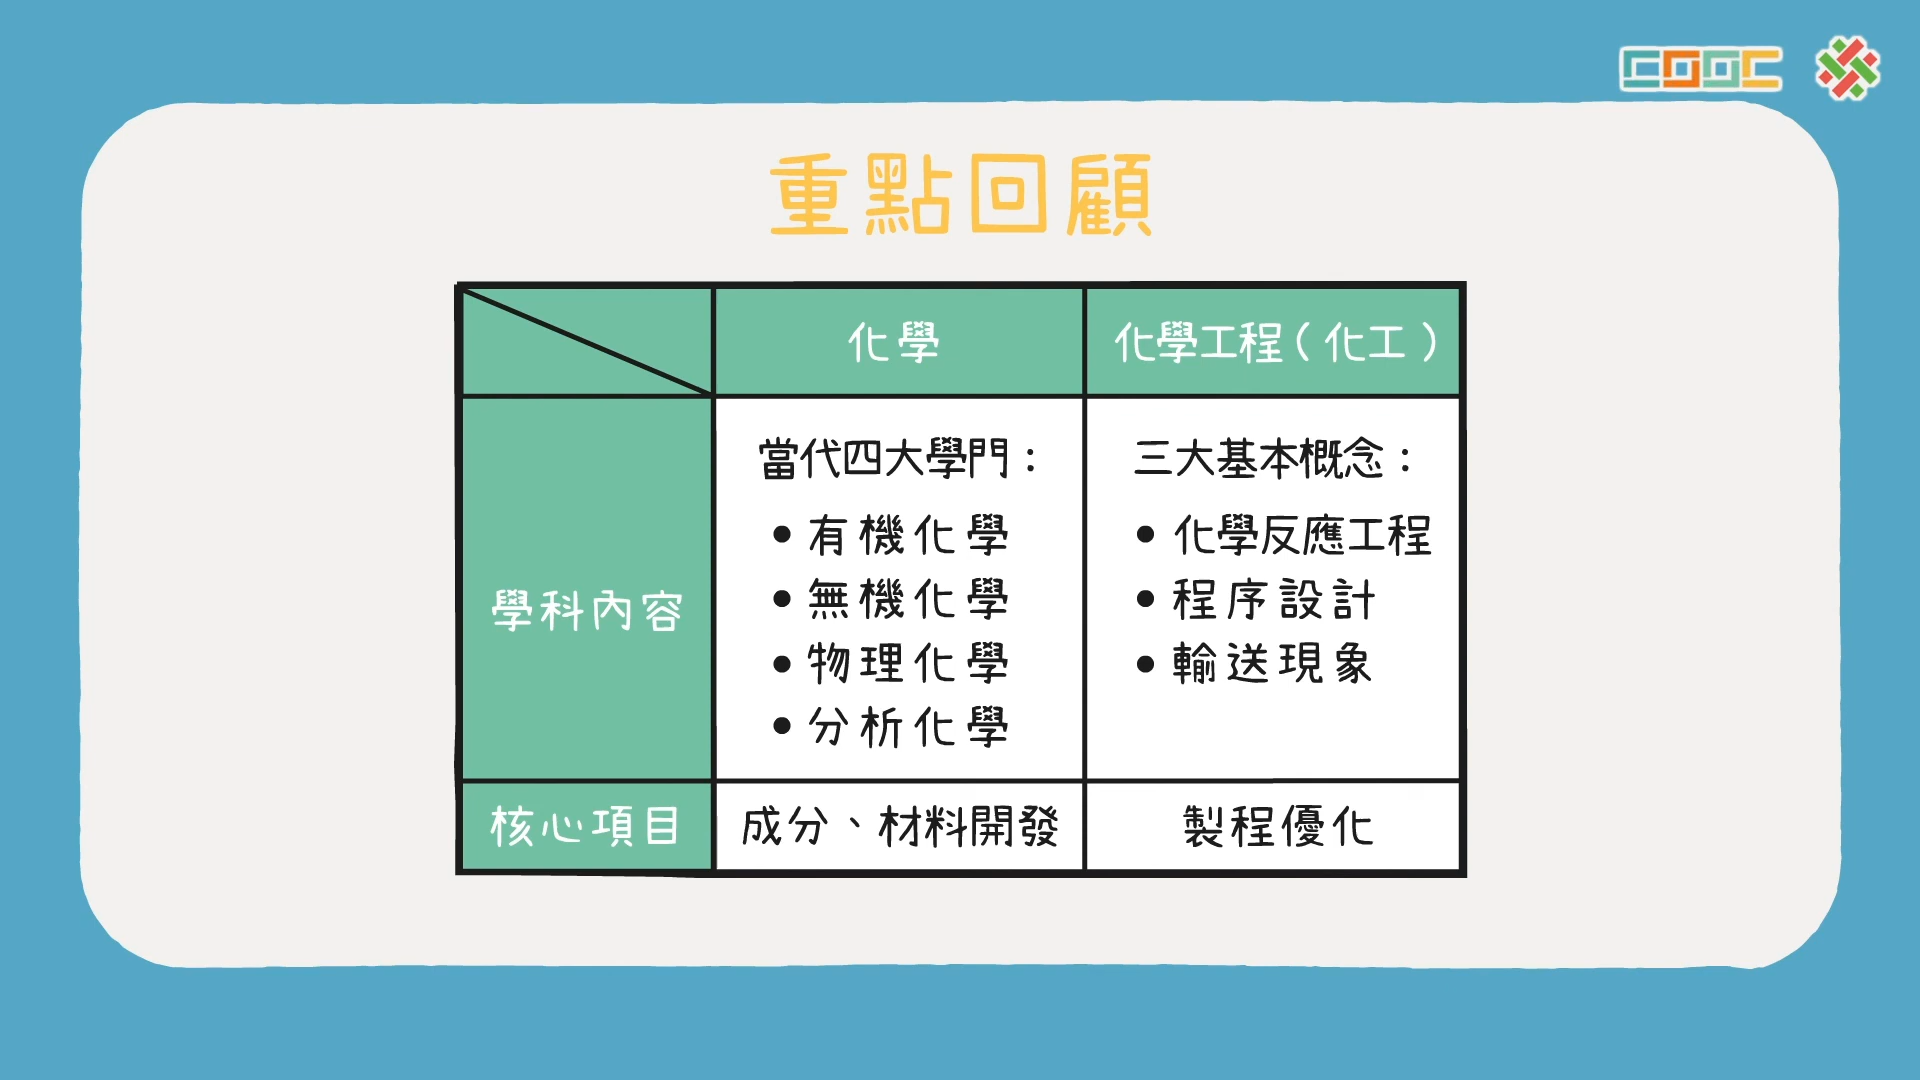 COOC
重點回顧
化學
化學工程(化工)
學科內容
當代四大學門:
• 有機化學
• 無機化學
• 物理化學
• 分析化學
三大基本概念:
• 化學反應工程
• 程序設計
• 輸送現象
核心項目
成分、材料開發
製程優化